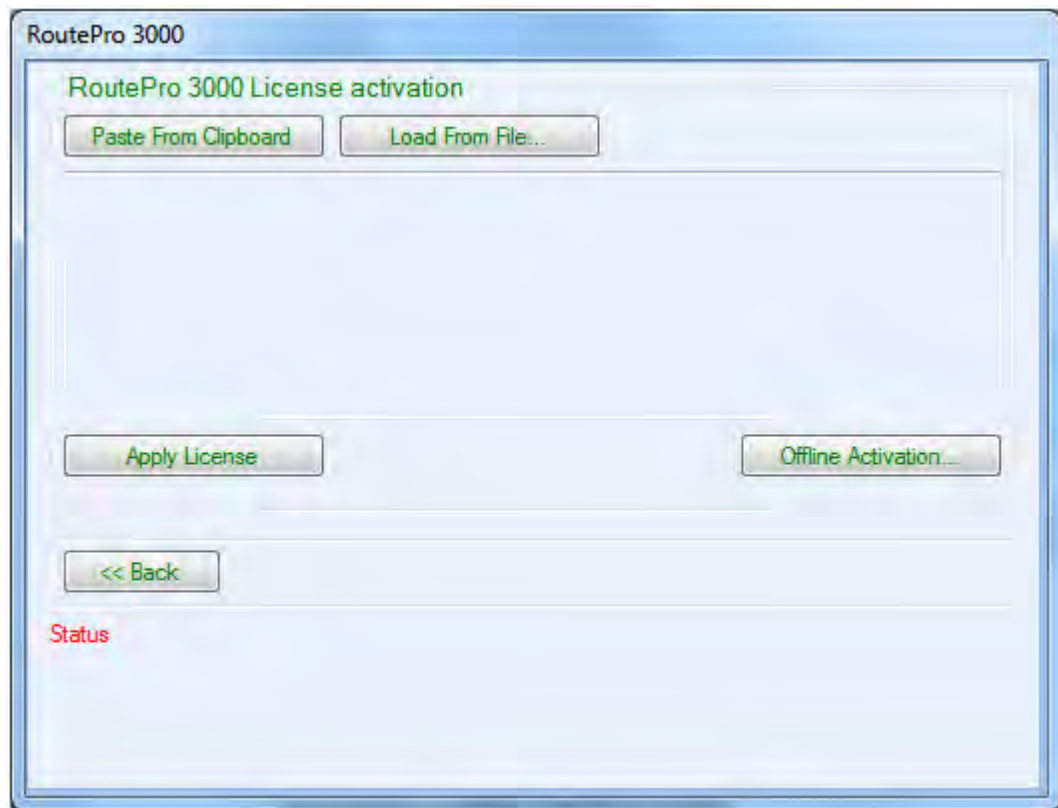 RoutePro 3000
RoutePro 3000 License activation
Paste From Clipboard
Load From File...
Apply License
Offline Activation...
<< Back
Status